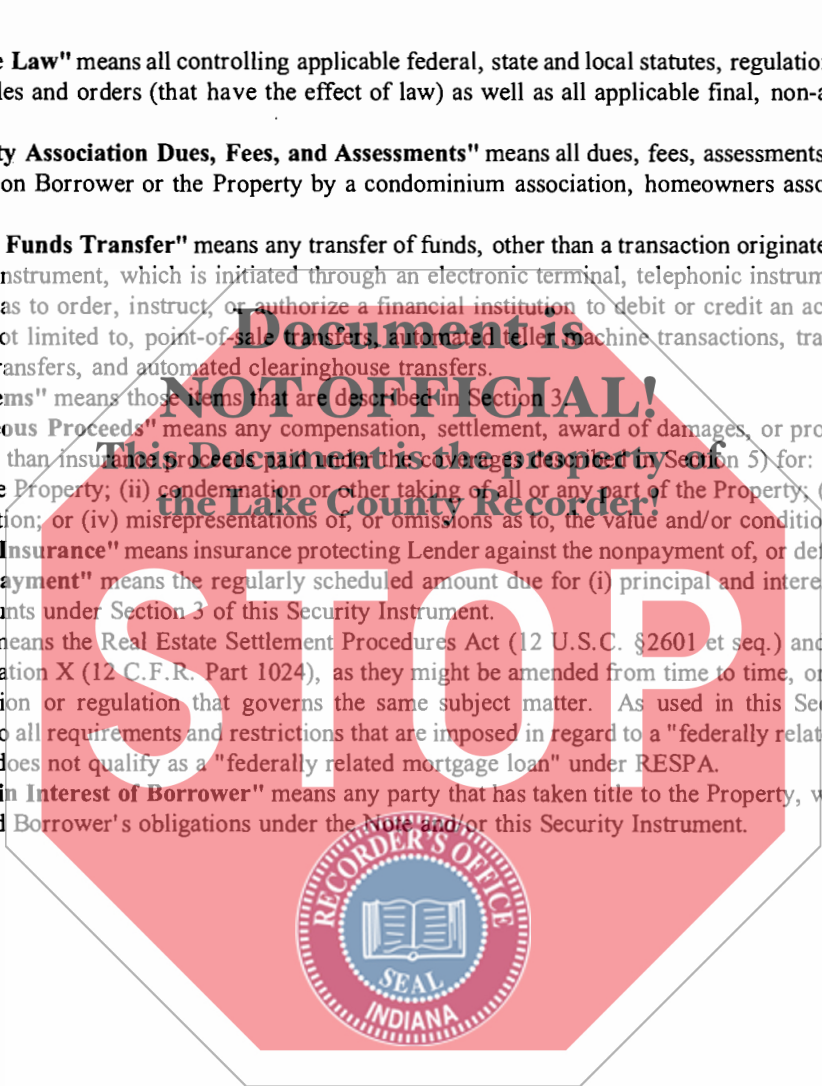 e Law" means all controlling applicable federal, state and local statutes, regulation
les and orders (that have the effect of law) as well as all applicable final, non-a
ty Association Dues, Fees, and Assessments" means all dues, fees, assessments
on Borrower or the Property by a condominium association, homeowners asso
Funds Transfer" means any transfer of funds, other than a transaction originate
nstrument, which is initiated through an electronic terminal, telephonic instrum
as to order, instruct, or authorize a financial institution to debit or credit an ac
ot limited to, point-of-sale transfers, automated teller machine transactions, tra
ansfers, and automated clearinghouse transfers.
ems" means those items that are described in Section 3.
ous Proceeds" means any compensation, settlement, award of damages, or pro
than insurance proceeds paid under the coverages described in Section 5) for:
e Property; (ii) condemnation or other taking of all or any part of the Property; (
tion; or (iv) misrepresentations of, or omissions as to, the value and/or conditio
Insurance" means insurance protecting Lender against the nonpayment of, or def
ayment" means the regularly scheduled amount due for (i) principal and intere
unts under Section 3 of this Security Instrument.
neans the Real Estate Settlement Procedures Act (12 U.S.C. §2601 et seq.) and
ation X (12 C.F.R. Part 1024), as they might be amended from time to time, or
ion or regulation that governs the same subject matter. As used in this Sec
o all requirements and restrictions that are imposed in regard to a "federally relat
does not qualify as a "federally related mortgage loan" under RESPA.
in Interest of Borrower" means any party that has taken title to the Property, w
d Borrower's obligations under the Note and/or this Security Instrument.
Document is
NOT OFFICIAL!
This Document is the property of
the Lake County Recorder!
STOP
RECORDER'S OFFICE
SEAL
INDIANA